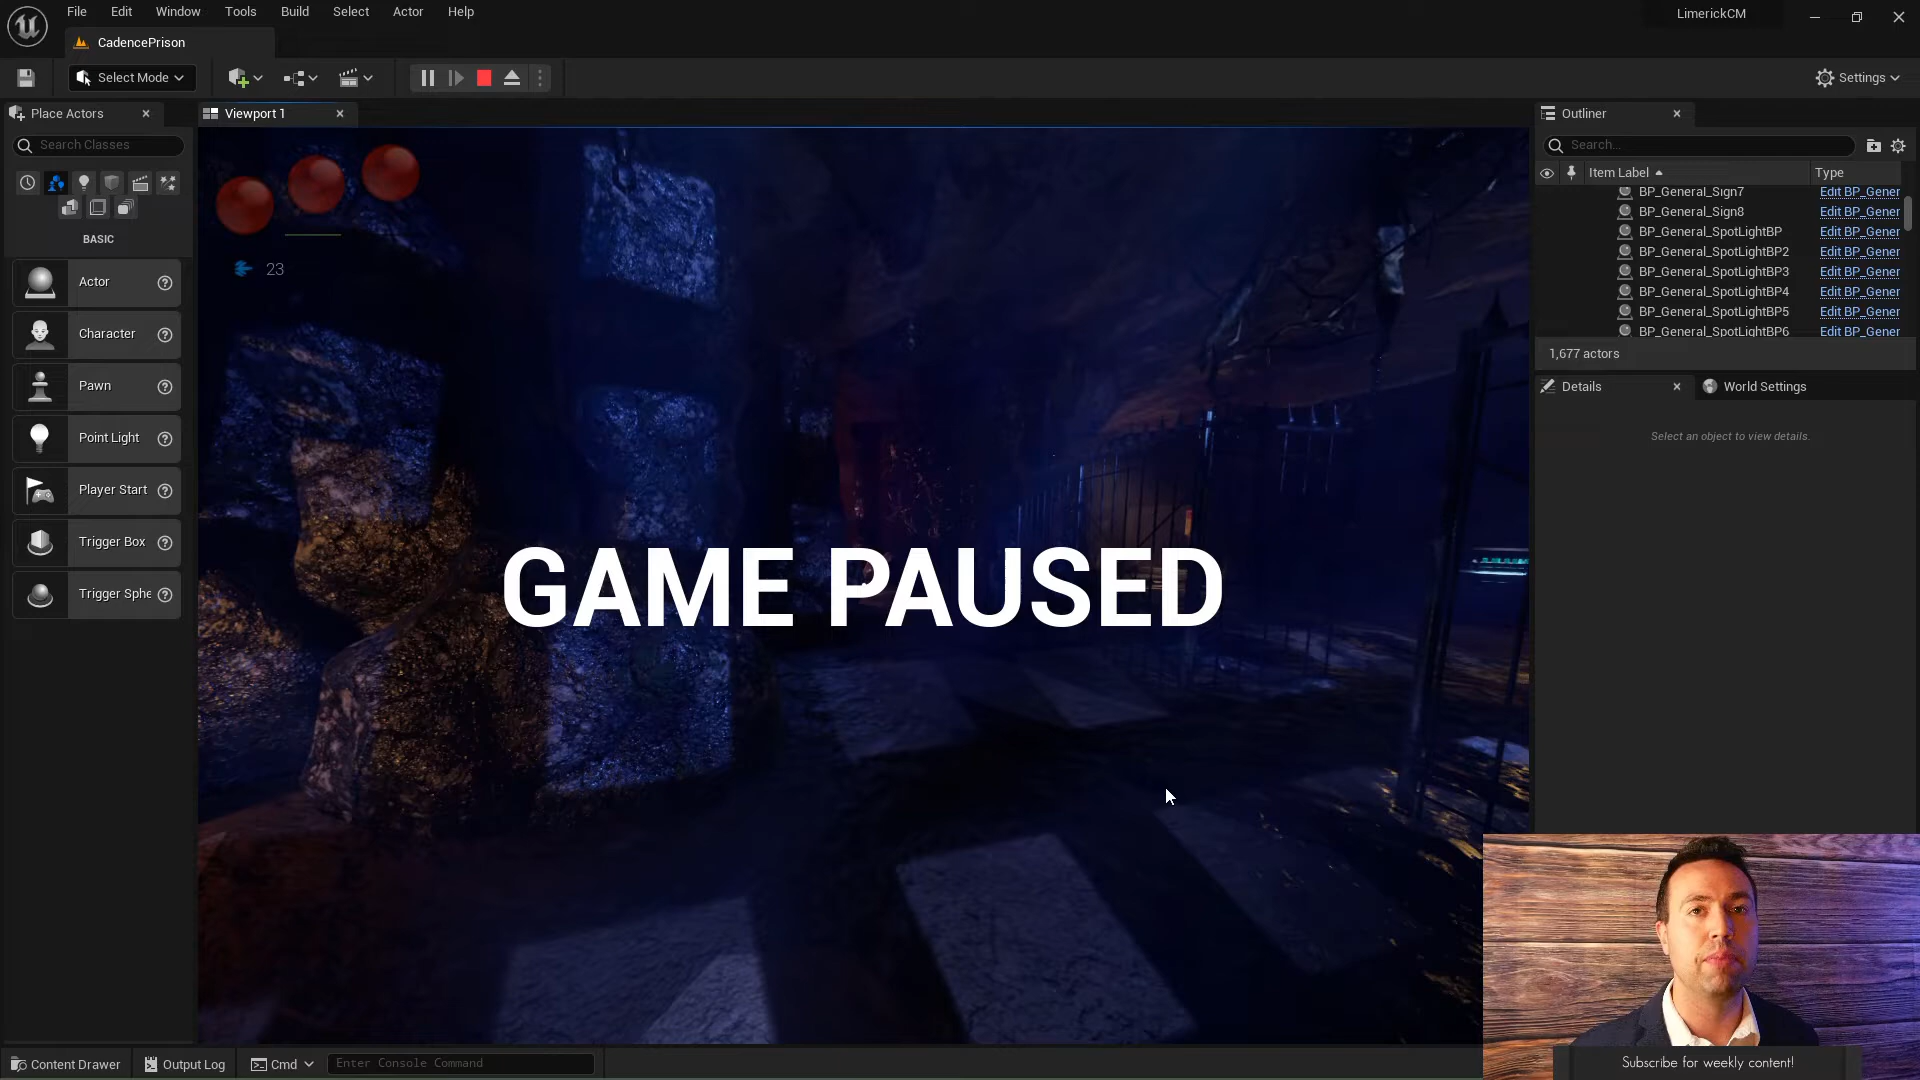 File Edit Window Tools Build Select Actor Help
LimerickCM
CadencePrison
Select Mode
Settings
Place Actors
Viewport 1
Outliner
Search Classes
Search...
Item Label
Type
BP_General_Sign7 Edit BP_Gener
BP_General_Sign8 Edit BP_Gener
BP_General_SpotLightBP Edit BP_Gener
BP_General_SpotLightBP2 Edit BP_Gener
BP_General_SpotLightBP3 Edit BP_Gener
BP_General_SpotLightBP4 Edit BP_Gener
BP_General_SpotLightBP5 Edit BP_Gener
BP_General_SpotLightBP6 Edit BP_Gener
1,677 actors
BASIC
Actor
Character
Pawn
Point Light
Player Start
Trigger Box
Trigger Sphe
23
GAME PAUSED
Details
World Settings
Select an object to view details.
Content Drawer
Output Log
Cmd
Enter Console Command
Subscribe for weekly content!